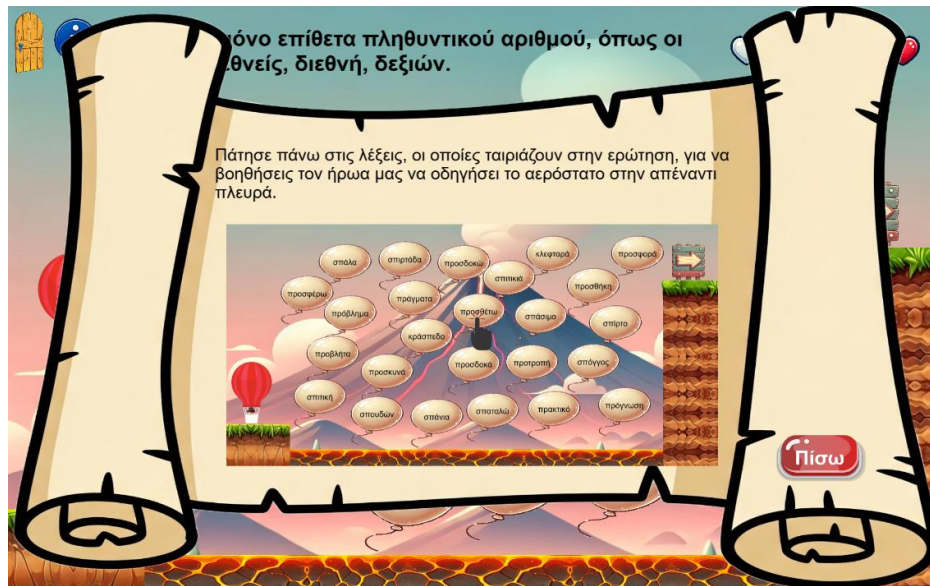 μόνο επίθετα πληθυντικού αριθμού, όπως οι
διεθνή, δεξιών.
Πάτησε πάνω στις λέξεις, οι οποίες ταιριάζουν στην ερώτηση, για να
βοηθήσεις τον ήρωα μας να οδηγήσει το αερόστατο στην απέναντι
πλευρά.
σπάλα
σπιρτάδα
προσδοκώ
κλεφταρά
προσφορά
σπιτικιά
προσφέρω
πράγματα
προσθήκη
πρόβλημα
προσθέτω
σπάσιμο
σπίρτο
κράσπεδο
προβλήτα
προσκυνά
προσδοκά
προτροπή
σπόγγος
σπιτική
σπουδών
σπάνια
σπαταλώ
πρακτικό
πρόγνωση
Πίσω